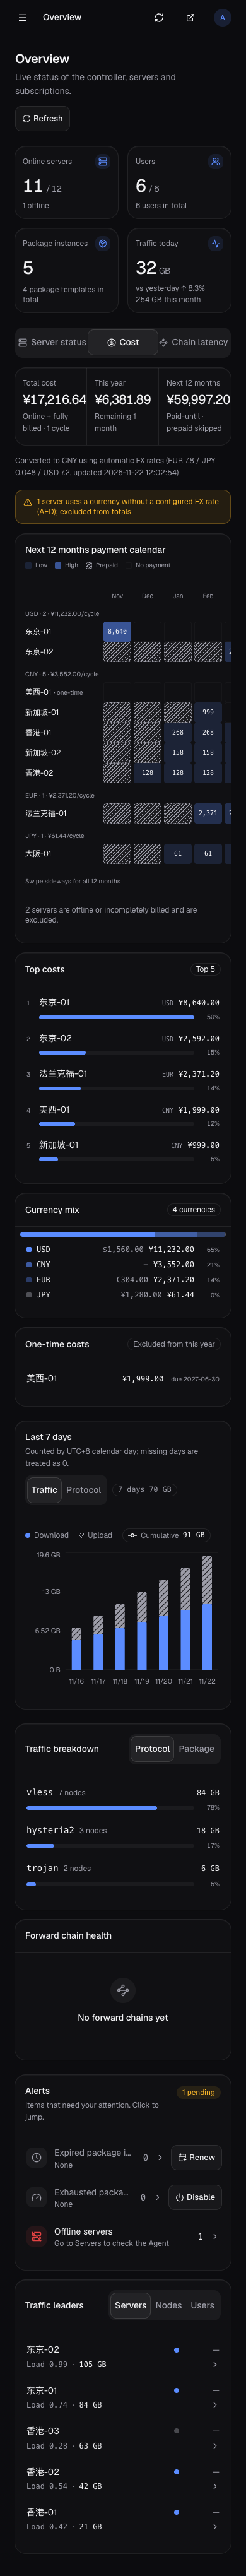 Overview
A
Overview
Live status of the controller, servers and
subscriptions.
Refresh
Online servers
11 / 12
1 offline
Users
6 / 6
6 users in total
Package instances
5
4 package templates in
total
Traffic today
32 GB
vs yesterday ↑ 8.3%
254 GB this month
Server status
Cost
Chain latency
Total cost
¥17,216.64
Online + fully
billed · 1 cycle
This year
¥6,381.89
Remaining 1
month
Next 12 months
¥59,997.20
Paid-until ·
prepaid skipped
Converted to CNY using automatic FX rates (EUR 7.8 / JPY
0.048 / USD 7.2, updated 2026-11-22 12:02:54)
1 server uses a currency without a configured FX rate
(AED); excluded from totals
Next 12 months payment calendar
Low High Prepaid No payment
Nov Dec Jan Feb
USD · 2 · ¥11,232.00/cycle
东京-01 8,640
东京-02
CNY · 5 · ¥3,552.00/cycle
美西-01 · one-time
新加坡-01 999
香港-01 268 268
新加坡-02 158 158
香港-02 128 128 128
EUR · 1 · ¥2,371.20/cycle
法兰克福-01 2,371
JPY · 1 · ¥61.44/cycle
大阪-01 61 61
Swipe sideways for all 12 months
2 servers are offline or incompletely billed and are
excluded.
Top costs
Top 5
1 东京-01 USD ¥8,640.00
50%
2 东京-02 USD ¥2,592.00
15%
3 法兰克福-01 EUR ¥2,371.20
14%
4 美西-01 CNY ¥1,999.00
12%
5 新加坡-01 CNY ¥999.00
6%
Currency mix
4 currencies
USD $1,560.00 ¥11,232.00 65%
CNY — ¥3,552.00 21%
EUR €304.00 ¥2,371.20 14%
JPY ¥1,280.00 ¥61.44 0%
One-time costs
Excluded from this year
美西-01 ¥1,999.00 due 2027-06-30
Last 7 days
Counted by UTC+8 calendar day; missing days are
treated as 0.
Traffic Protocol
7 days 70 GB
Download Upload Cumulative 91 GB
19.6 GB
13 GB
6.52 GB
0 B
11/16 11/17 11/18 11/19 11/20 11/21 11/22
Traffic breakdown
Protocol Package
vless 7 nodes 84 GB
78%
hysteria2 3 nodes 18 GB
17%
trojan 2 nodes 6 GB
6%
Forward chain health
No forward chains yet
Alerts
1 pending
Items that need your attention. Click to
jump.
Expired package i... 0
None
Renew
Exhausted packa... 0
None
Disable
Offline servers 1
Go to Servers to check the Agent
Traffic leaders
Servers Nodes Users
东京-02 —
Load 0.99 · 105 GB
东京-01 —
Load 0.74 · 84 GB
香港-03 —
Load 0.28 · 63 GB
香港-02 —
Load 0.54 · 42 GB
香港-01 —
Load 0.42 · 21 GB